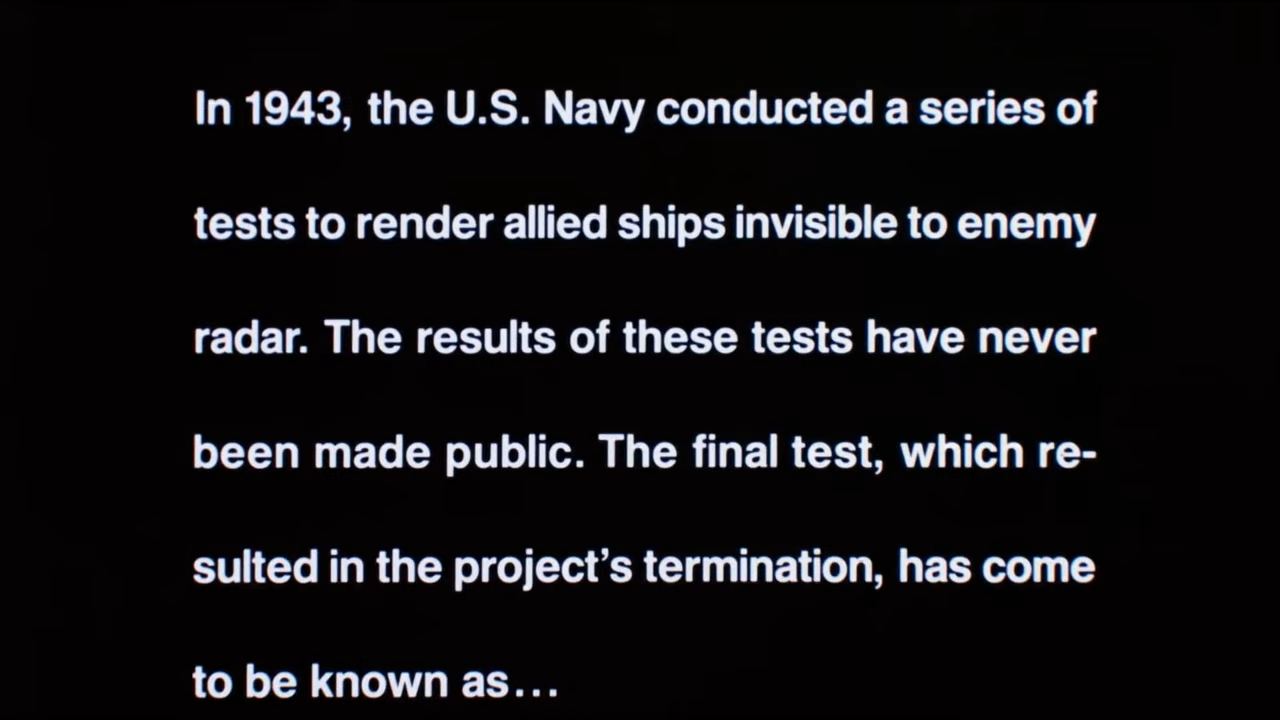 In 1943, the U.S. Navy conducted a series of
tests to render allied ships invisible to enemy
radar. The results of these tests have never
been made public. The final test, which re-
sulted in the project’s termination, has come
to be known as...